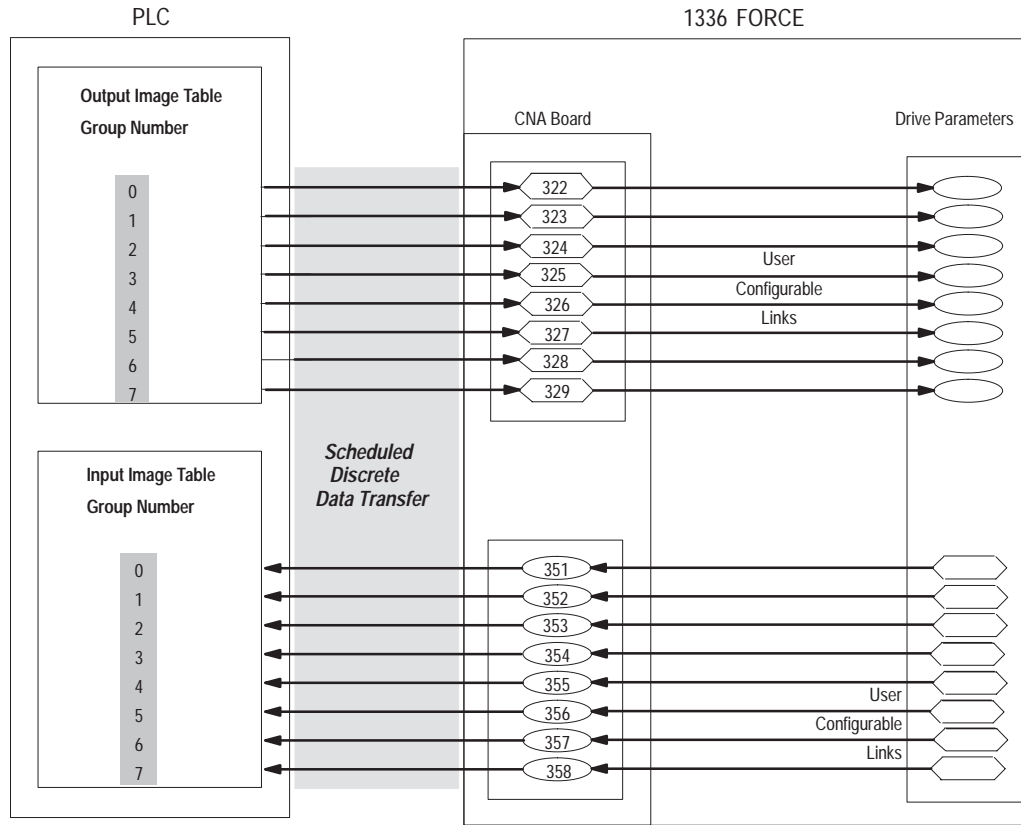 PLC
1336 FORCE
Output Image Table
Group Number
CNA Board
Drive Parameters
0
322
1
323
2
324
User
3
325
Configurable
4
326
Links
5
327
6
328
7
329
Scheduled
Discrete
Data Transfer
Input Image Table
Group Number
0
351
1
352
2
353
3
354
4
355
User
5
356
Configurable
6
357
Links
7
358